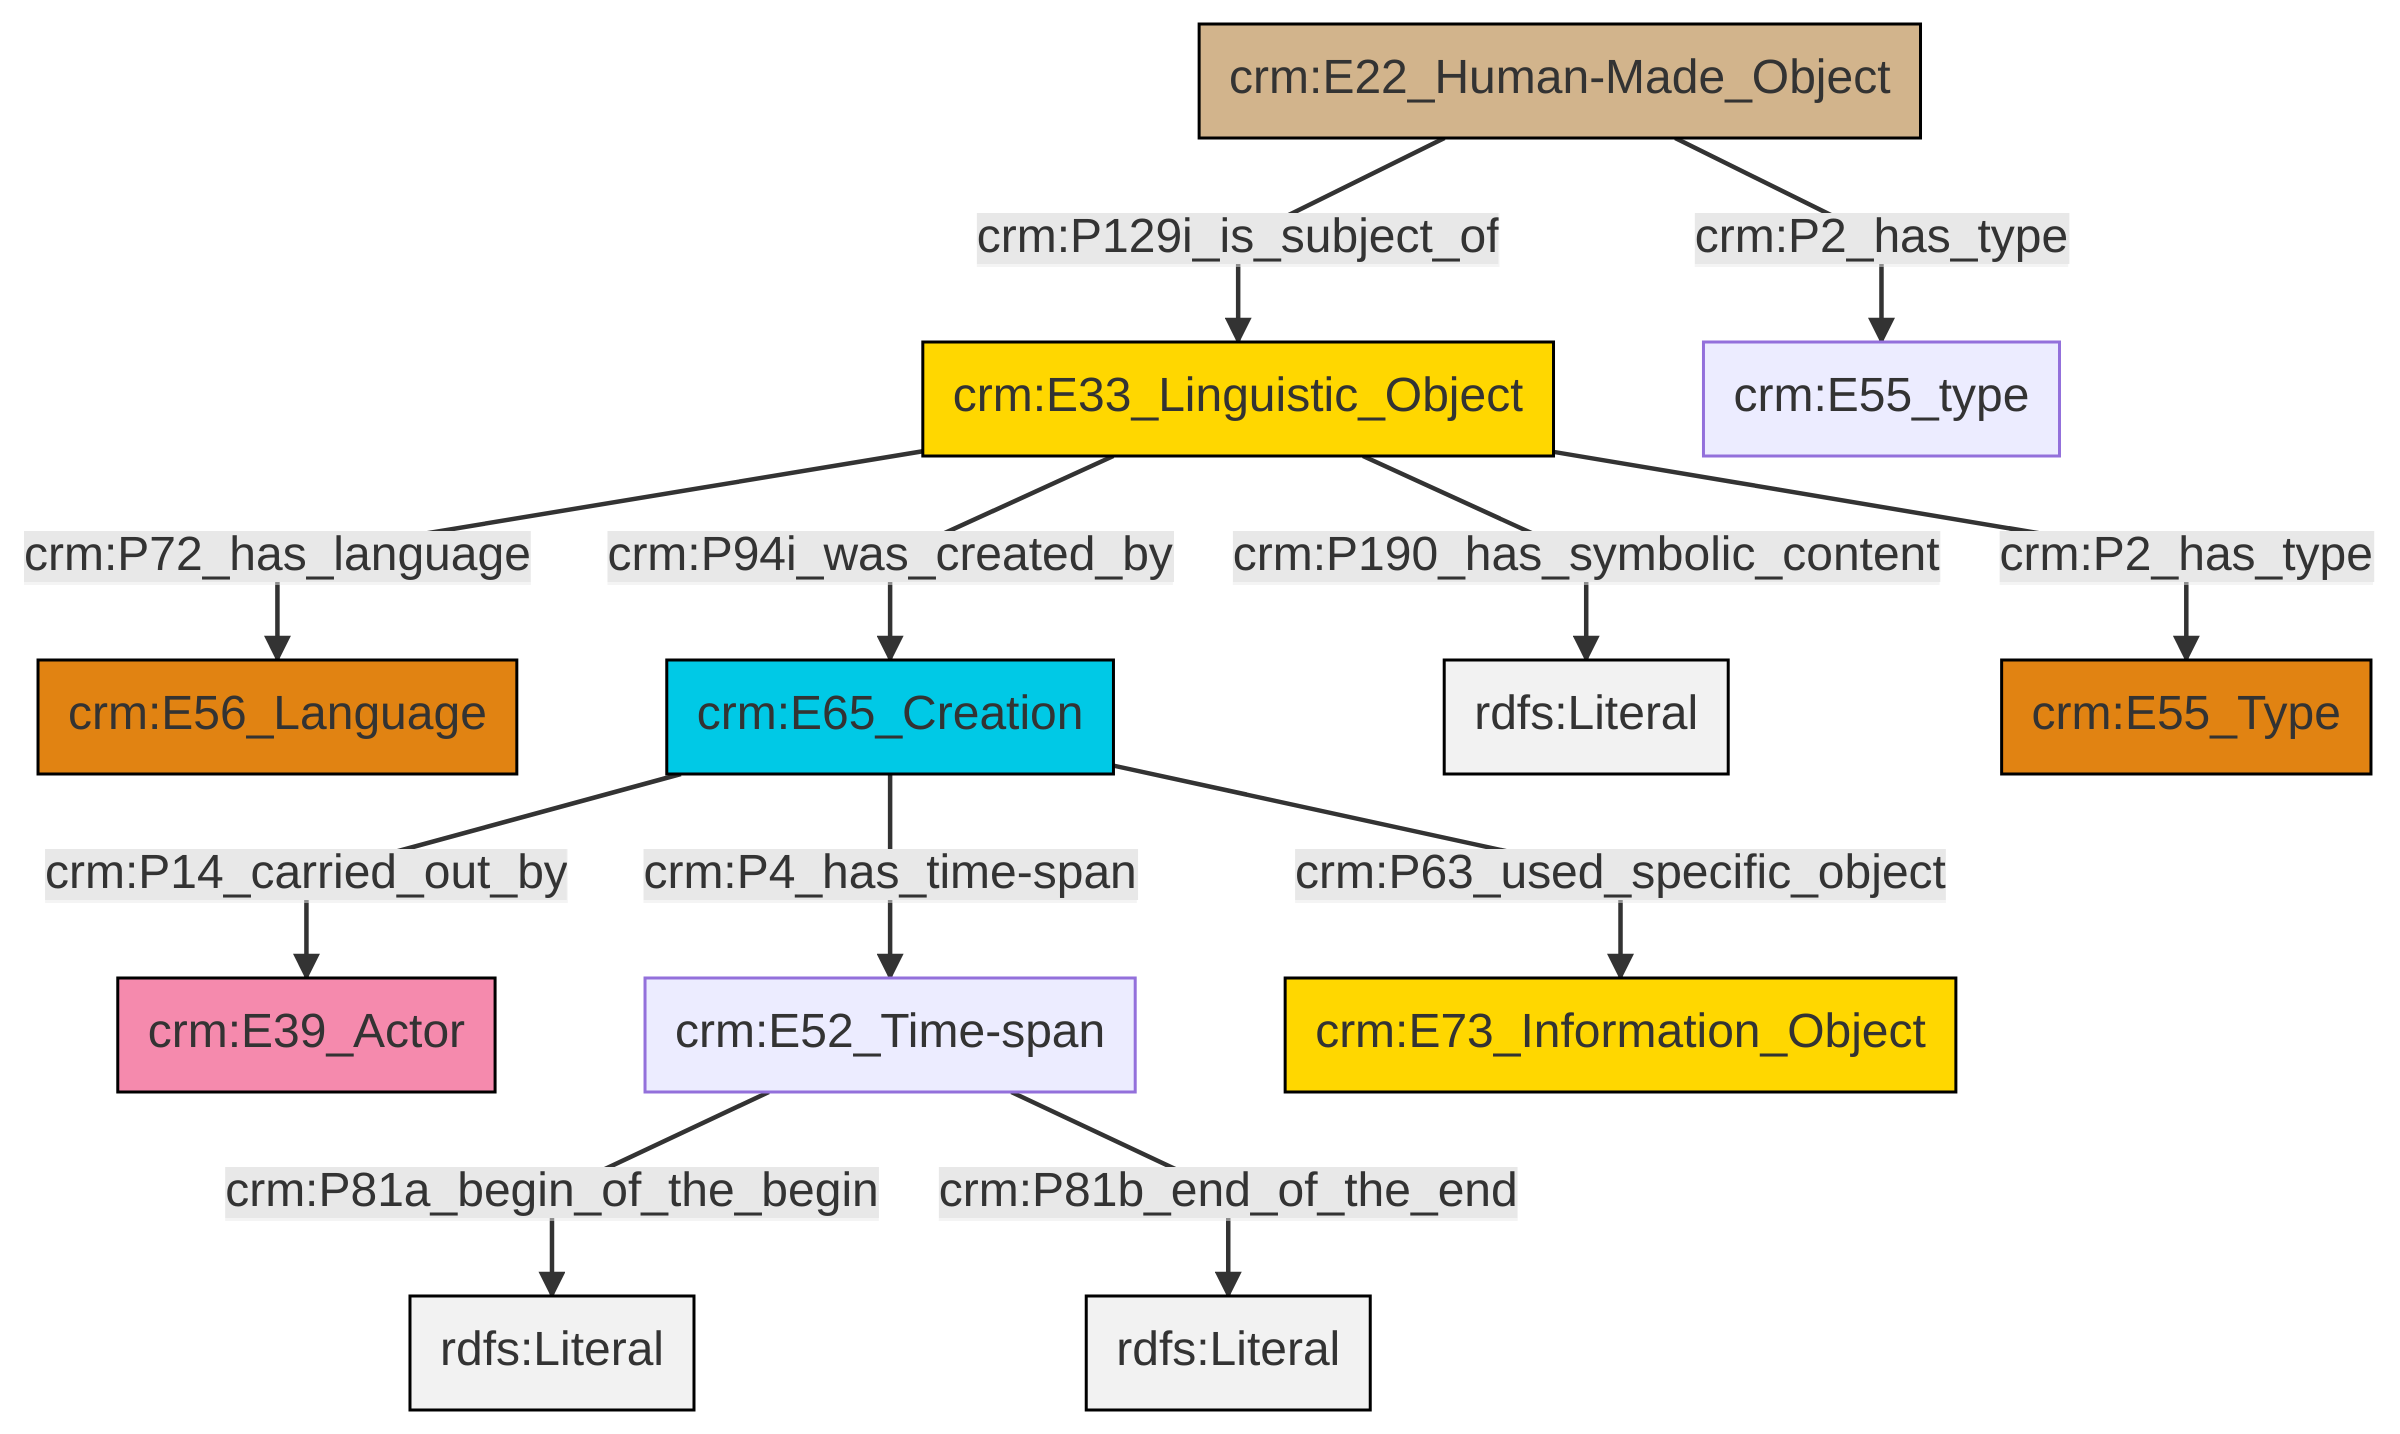 crm:E22_Human-Made_Object
crm:P129i_is_subject_of
crm:P2_has_type
crm:E33_Linguistic_Object
crm:E55_type
crm:P72_has_language
crm:P94i_was_created_by
crm:P190_has_symbolic_content
crm:P2_has_type
crm:E56_Language
crm:E65_Creation
rdfs:Literal
crm:E55_Type
crm:P14_carried_out_by
crm:P4_has_time-span
crm:P63_used_specific_object
crm:E39_Actor
crm:E52_Time-span
crm:E73_Information_Object
crm:P81a_begin_of_the_begin
crm:P81b_end_of_the_end
rdfs:Literal
rdfs:Literal